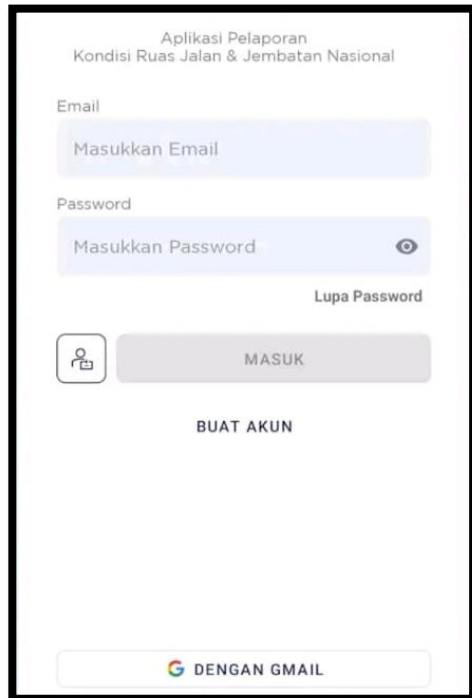 Aplikasi Pelaporan
Kondisi Ruas Jalan & Jembatan Nasional
Email
Masukkan Email
Password
Masukkan Password
Lupa Password
MASUK
BUAT AKUN
DENGAN GMAIL